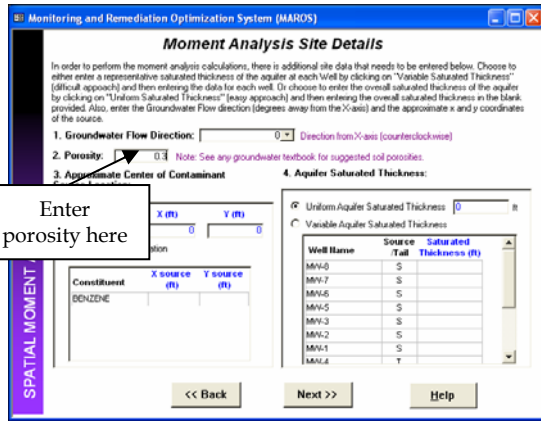 Monitoring and Remediation Optimization System (MAROS)
Moment Analysis Site Details
In order to perform the moment analysis calculations, there is additional site data that needs to be entered below. Choose to
either enter a representative saturated thickness of the aquifer at each Well by clicking on "Variable Saturated Thickness"
(difficult approach) and then entering the data for each well. Or choose to enter the overall saturated thickness of the aquifer
by clicking on "Uniform Saturated Thickness" (easy approach) and then entering the overall saturated thickness in the blank
provided. Also, enter the Groundwater Flow direction (degrees away from the X-axis) and the approximate x and y coordinates
of the source.
1. Groundwater Flow Direction: 0 Direction from X-axis (counterclockwise)
2. Porosity: 0.3 Note: See any groundwater textbook for suggested soil porosities.
3. Approximate Center of Contaminant
Enter
porosity here
X (ft) Y (ft)
0 0
Constituent X source (ft) Y source (ft)
BENZENE
4. Aquifer Saturated Thickness:
Uniform Aquifer Saturated Thickness 0 ft
Variable Aquifer Saturated Thickness
Well Name Source /Tail Saturated Thickness (ft)
MW-8 S
MW-7 S
MW-6 S
MW-5 S
MW-3 S
MW-2 S
MW-1 S
MW-4 T
SPATIAL MOMENT
<< Back Next >> Help